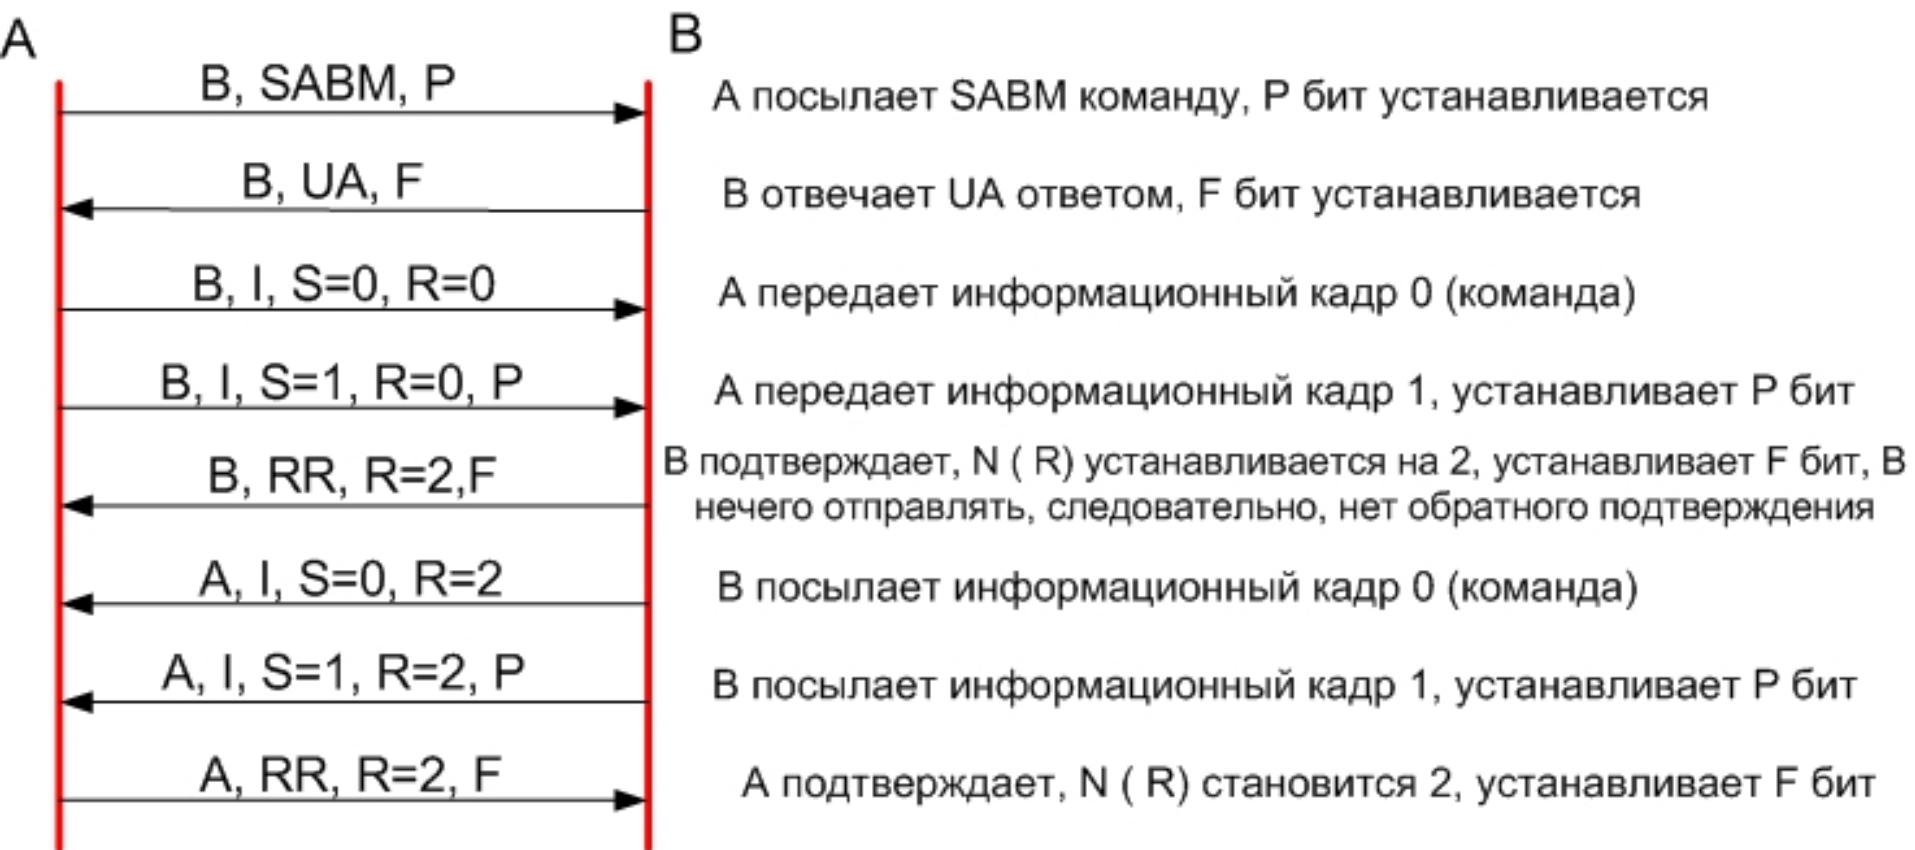 A
B
B, SABM, P
А посылает SABM команду, P бит устанавливается
B, UA, F
В отвечает UA ответом, F бит устанавливается
B, I, S=0, R=0
А передает информационный кадр 0 (команда)
B, I, S=1, R=0, P
А передает информационный кадр 1, устанавливает P бит
B, RR, R=2,F
В подтверждает, N ( R) устанавливается на 2, устанавливает F бит, В
нечего отправлять, следовательно, нет обратного подтверждения
A, I, S=0, R=2
В посылает информационный кадр 0 (команда)
A, I, S=1, R=2, P
В посылает информационный кадр 1, устанавливает P бит
A, RR, R=2, F
А подтверждает, N ( R) становится 2, устанавливает F бит